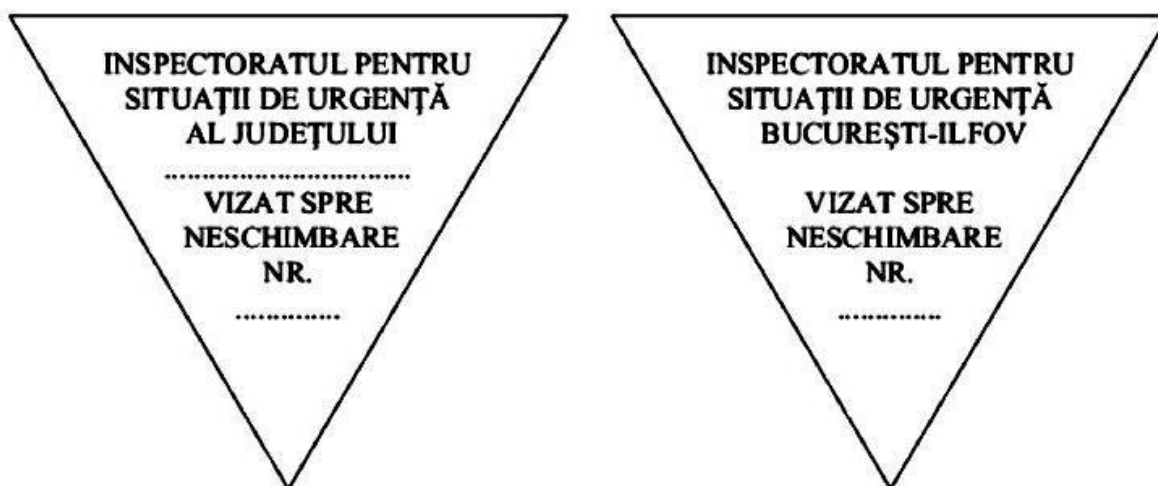 INSPECTORATUL PENTRU
SITUAŢII DE URGENŢĂ
AL JUDEŢULUI
..................................
VIZAT SPRE
NESCHIMBARE
NR.
..............
INSPECTORATUL PENTRU
SITUAŢII DE URGENŢĂ
BUCUREŞTI-ILFOV
VIZAT SPRE
NESCHIMBARE
NR.
..............